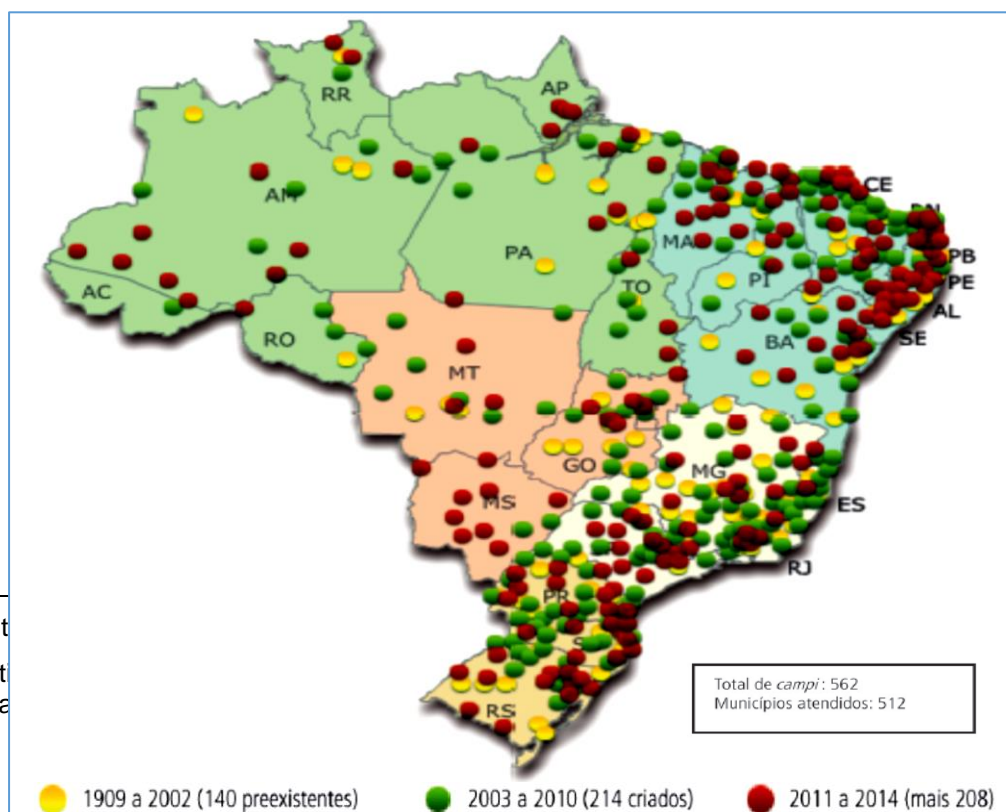 RR
AP
AM
PA
MA
CE
RN
PB
PE
AL
SE
PI
TO
BA
AC
RO
MT
GO
MG
ES
MS
RJ
PR
RS
Total de campi: 562
Municípios atendidos: 512
1909 a 2002 (140 preexistentes)
2003 a 2010 (214 criados)
2011 a 2014 (mais 208)